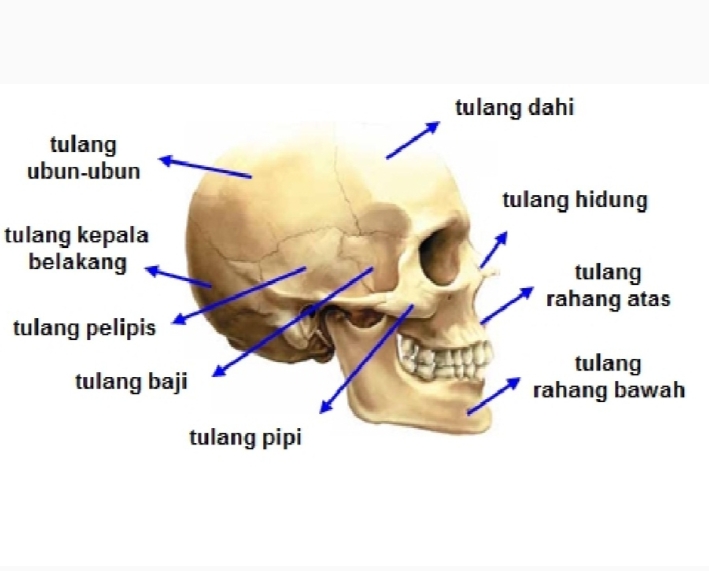 tulang dahi
tulang
ubun-ubun
tulang hidung
tulang kepala
belakang
tulang
rahang atas
tulang pelipis
tulang
rahang bawah
tulang baji
tulang pipi